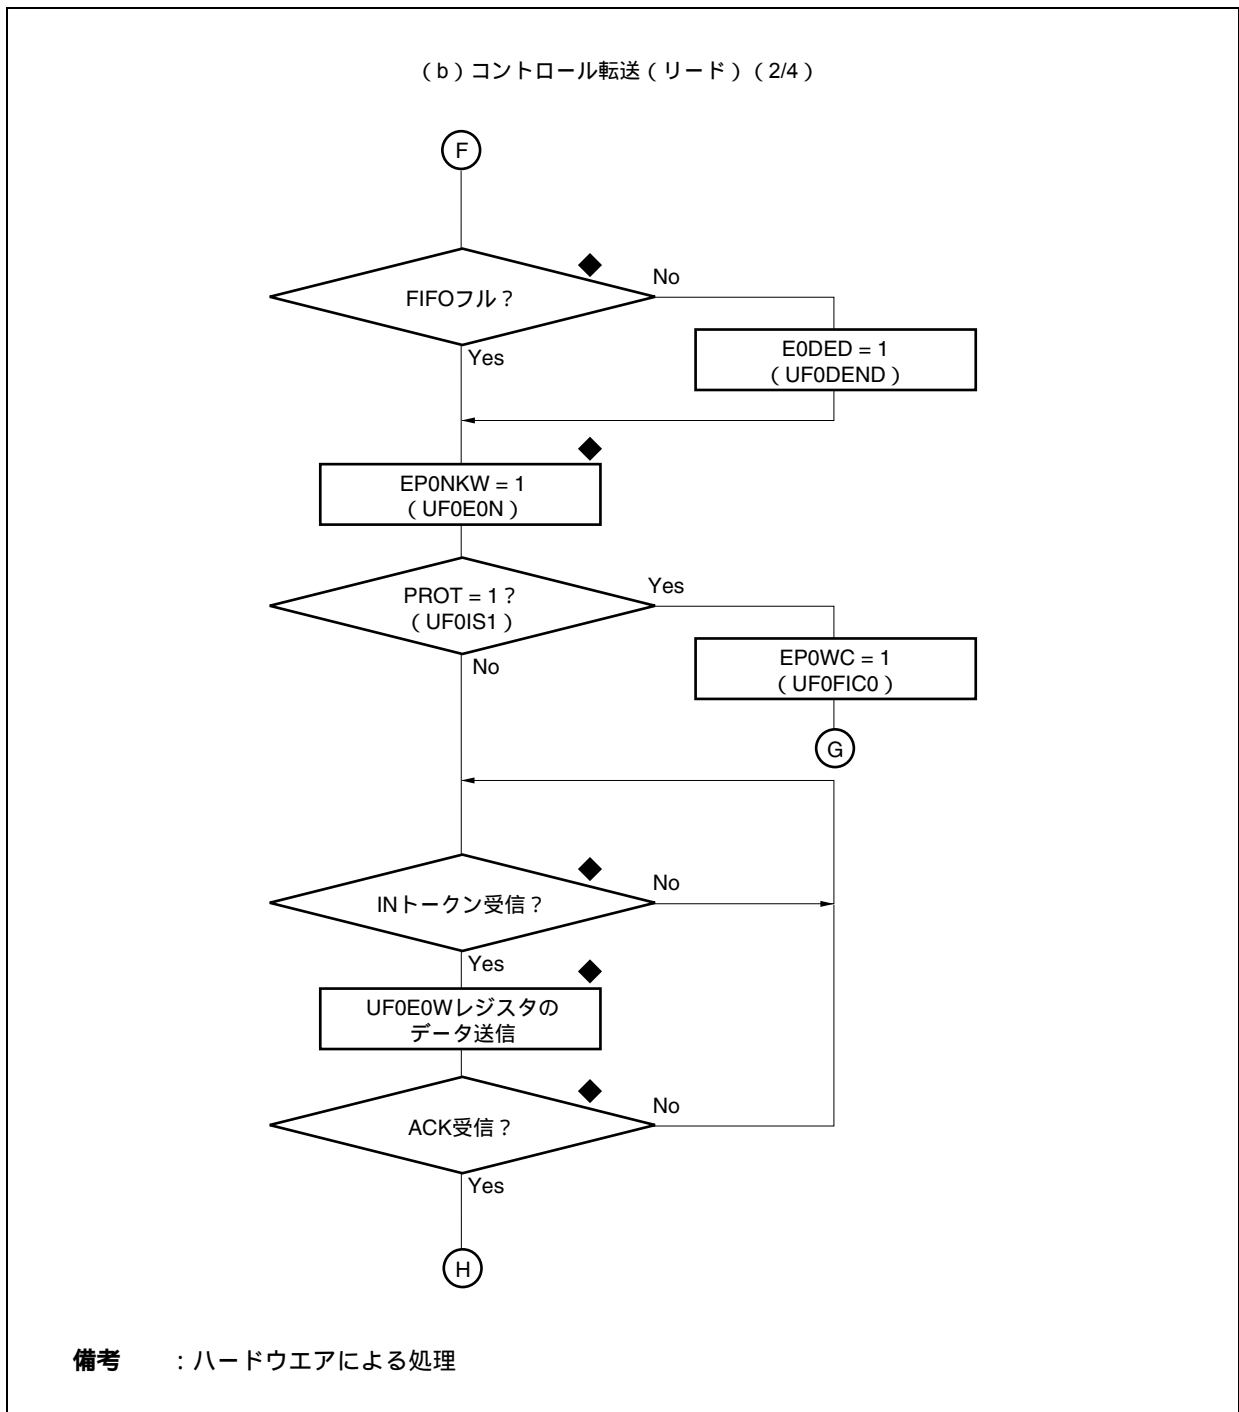 (b)コントロール転送(リード)(2/4)
F
FIFOフル?
No
Yes
E0DED = 1
(UF0DEND)
EP0NKW = 1
(UF0E0N)
PROT = 1?
(UF0IS1)
Yes
No
EP0WC = 1
(UF0FIC0)
G
INトークン受信?
No
Yes
UF0E0Wレジスタの
データ送信
ACK受信?
No
Yes
H
備考 :ハードウエアによる処理